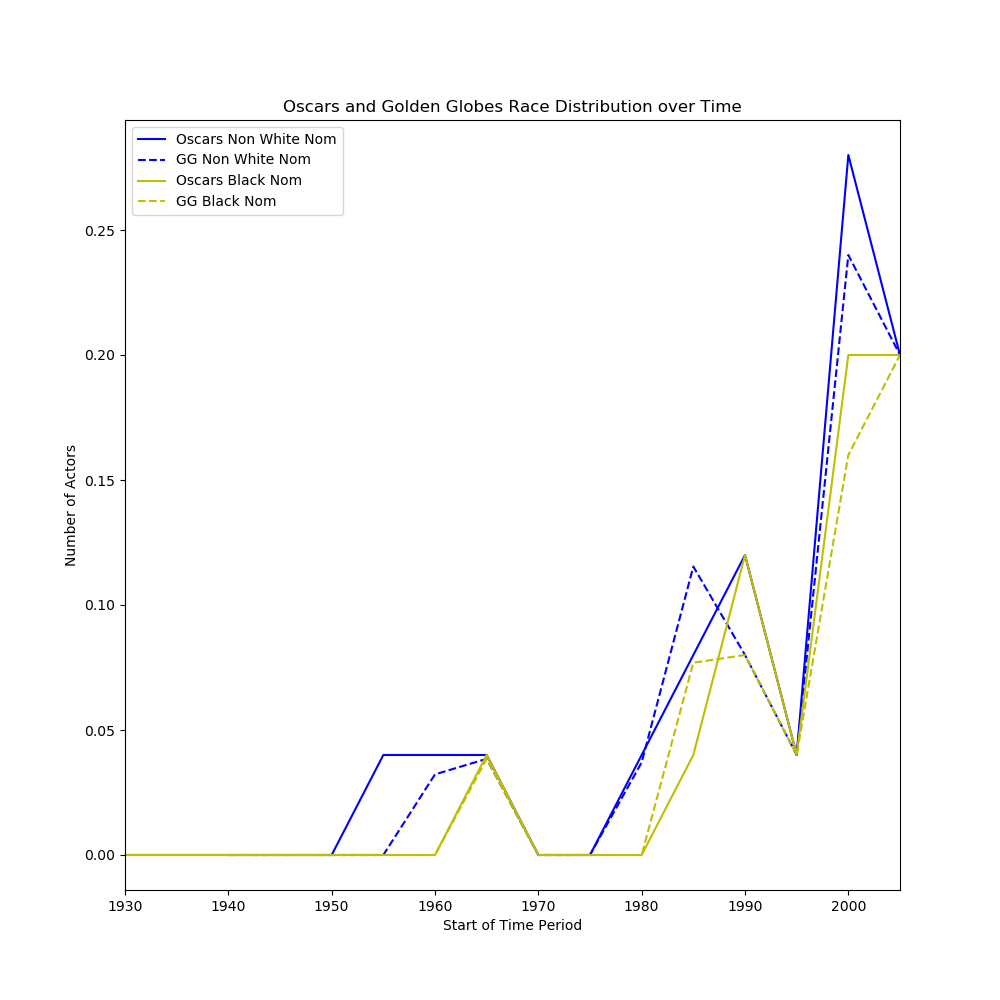 Oscars and Golden Globes Race Distribution over Time
Oscars Non White Nom
GG Non White Nom
Oscars Black Nom
GG Black Nom
0.25
0.20
0.15
0.10
0.05
0.00
Number of Actors
1930 1940 1950 1960 1970 1980 1990 2000
Start of Time Period